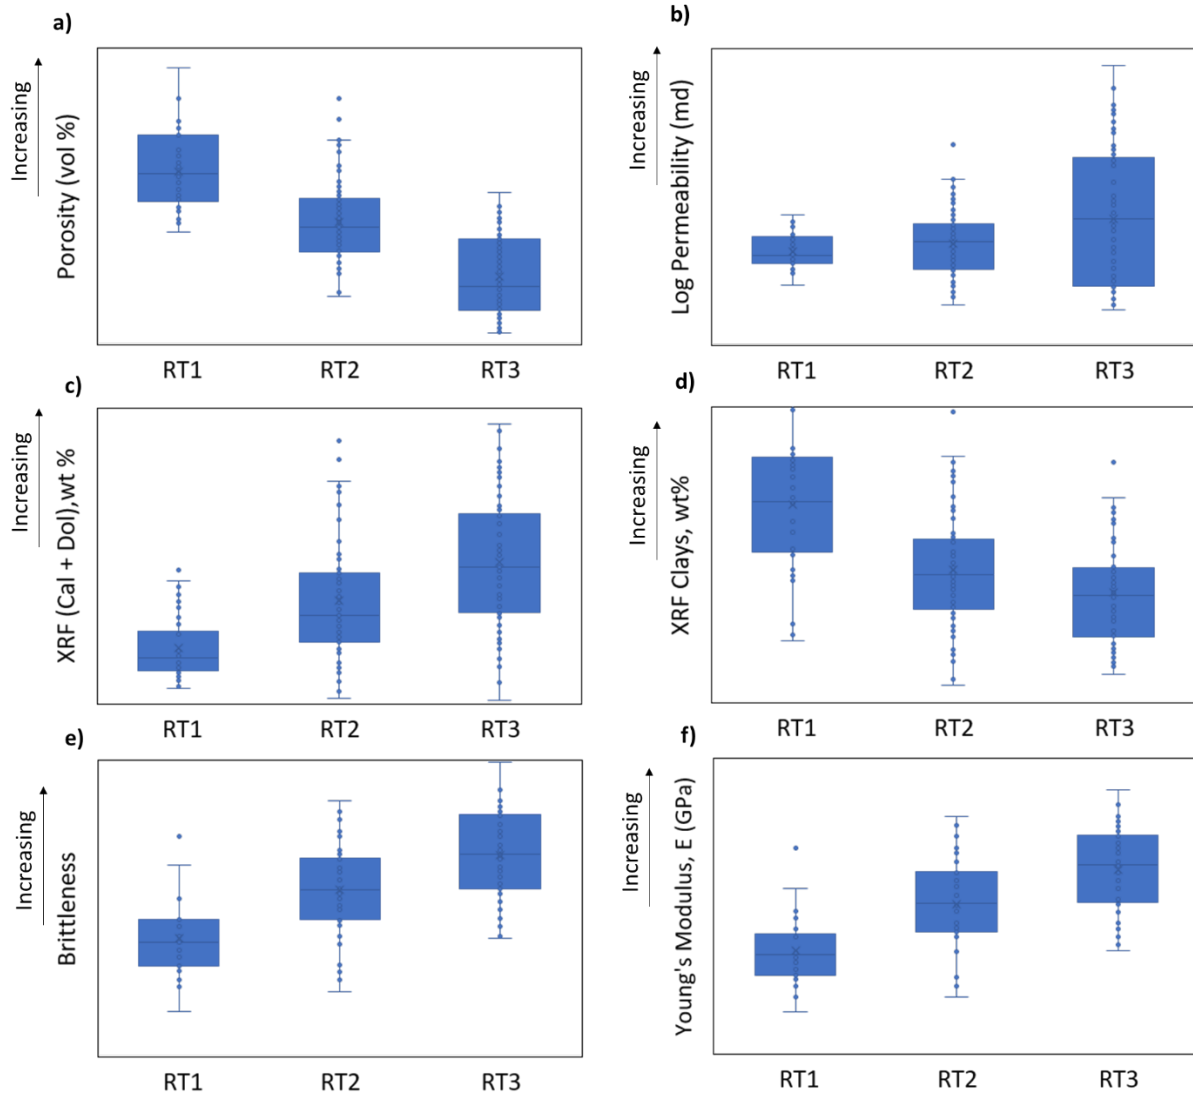 a)
Increasing
Porosity (vol %)
RT1 RT2 RT3
b)
Increasing
Log Permeability (md)
RT1 RT2 RT3
c)
Increasing
XRF (Cal + Dol),wt %
RT1 RT2 RT3
d)
Increasing
XRF Clays, wt%
RT1 RT2 RT3
e)
Increasing
Brittleness
RT1 RT2 RT3
f)
Increasing
Young's Modulus, E (GPa)
RT1 RT2 RT3